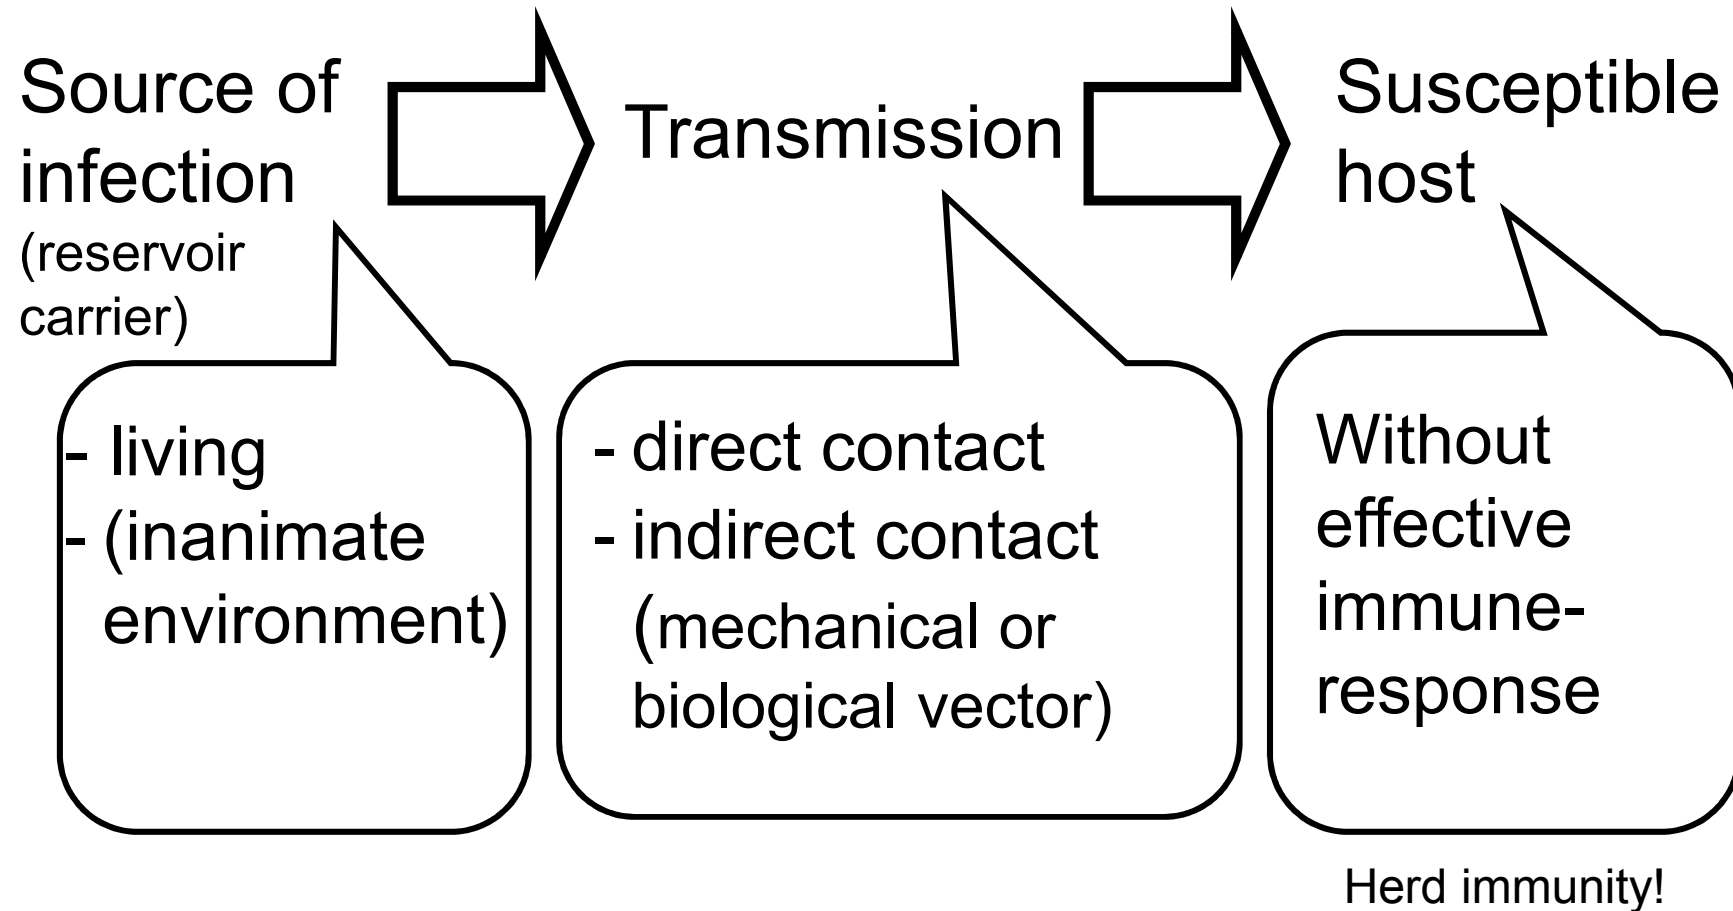 Source of
infection
(reservoir
carrier)
Transmission
Susceptible
host
- living
- (inanimate
environment)
- direct contact
- indirect contact
(mechanical or
biological vector)
Without
effective
immune-
response
Herd immunity!